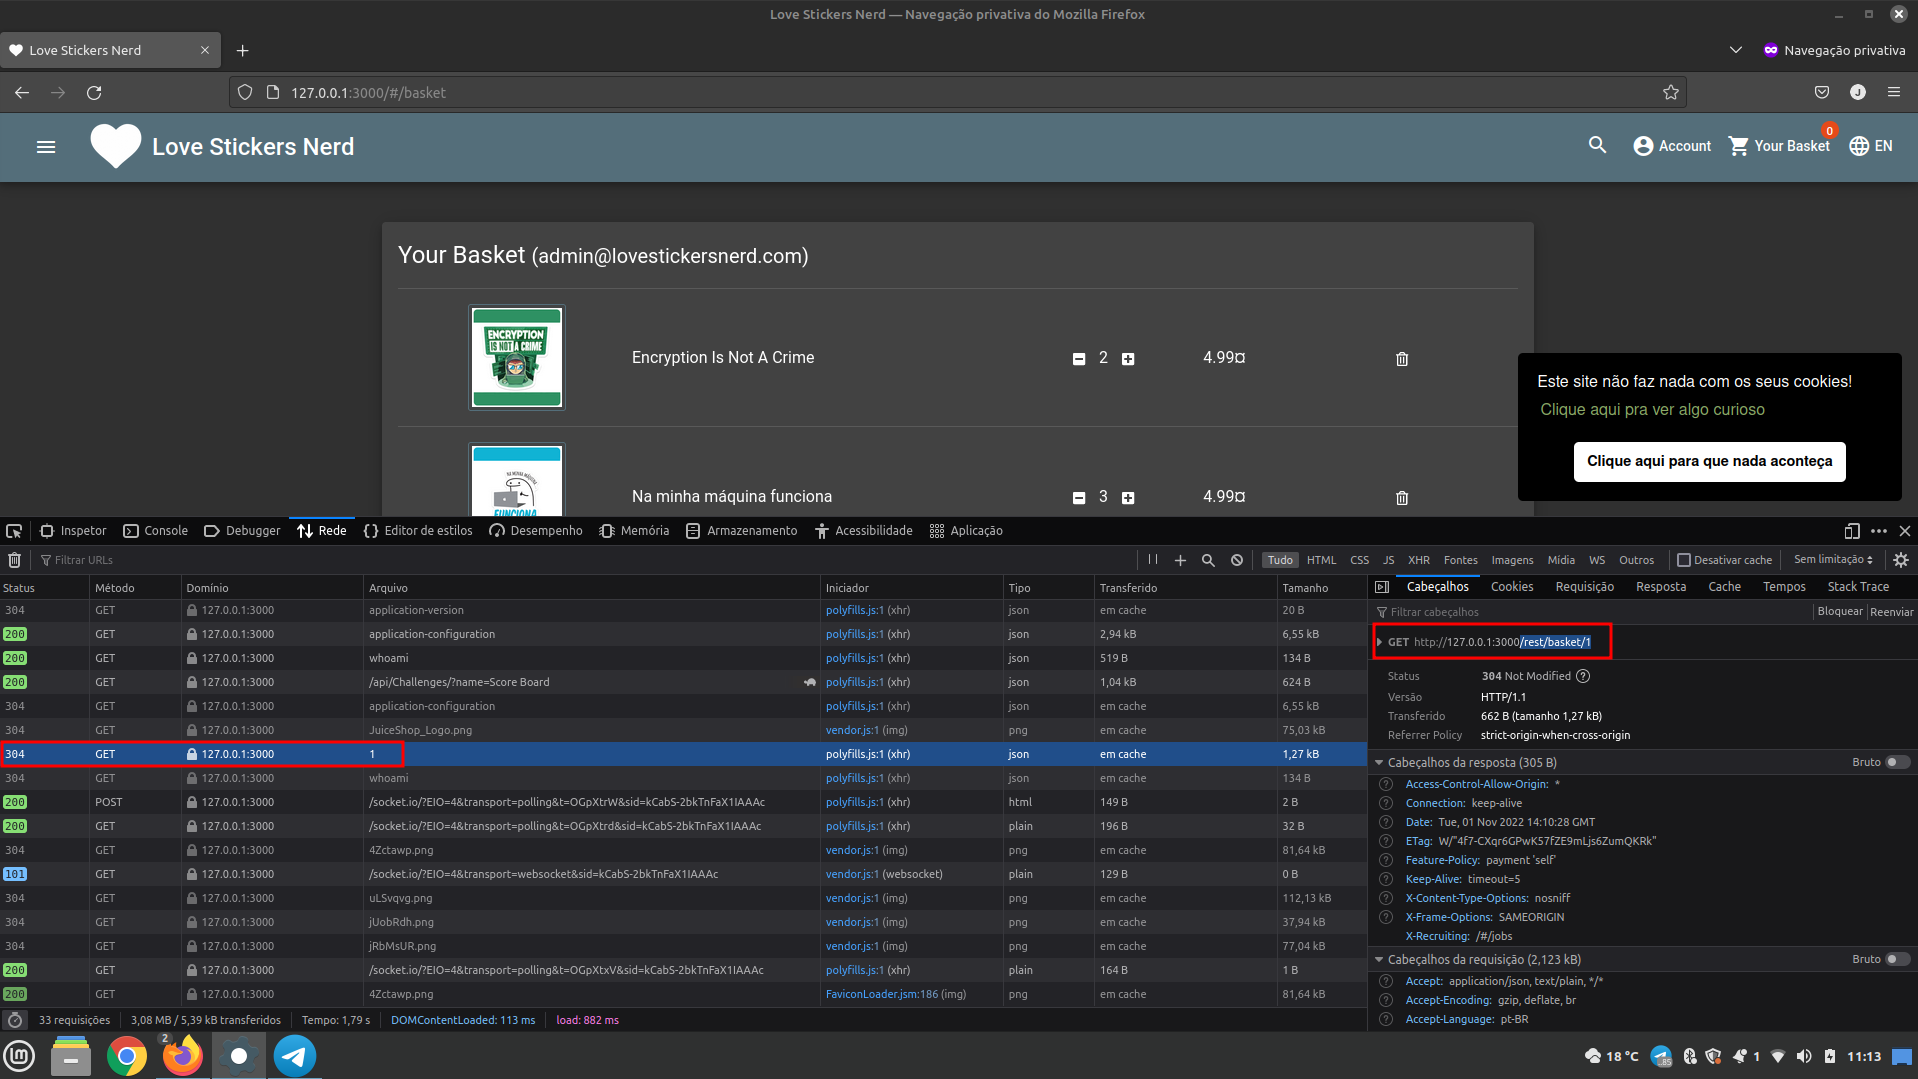 Love Stickers Nerd — Navegação privativa do Mozilla Firefox
Love Stickers Nerd
Navegação privativa
127.0.0.1:3000/#/basket
J
Love Stickers Nerd
Account
Your Basket
0
EN
Your Basket (admin@lovestickersnerd.com)
ENCRYPTION
IS NOT A CRIME
Encryption Is Not A Crime
2
4.99¤
NA MINHA MÁQUINA
FUNCIONA
Na minha máquina funciona
3
4.99¤
Este site não faz nada com os seus cookies!
Clique aqui pra ver algo curioso
Clique aqui para que nada aconteça
Inspetor Console Debugger Rede Editor de estilos Desempenho Memória Armazenamento Acessibilidade Aplicação
Filtrar URLs
Tudo HTML CSS JS XHR Fontes Imagens Mídia WS Outros Desativar cache Sem limitação
Status Método Domínio Arquivo Iniciador Tipo Transferido Tamanho
304 GET 127.0.0.1:3000 application-version polyfills.js:1 (xhr) json em cache 20 B
200 GET 127.0.0.1:3000 application-configuration polyfills.js:1 (xhr) json 2,94 kB 6,55 kB
200 GET 127.0.0.1:3000 whoami polyfills.js:1 (xhr) json 519 B 134 B
200 GET 127.0.0.1:3000 /api/Challenges/?name=Score Board polyfills.js:1 (xhr) json 1,04 kB 624 B
304 GET 127.0.0.1:3000 application-configuration polyfills.js:1 (xhr) json em cache 6,55 kB
304 GET 127.0.0.1:3000 JuiceShop_Logo.png vendor.js:1 (img) png em cache 75,03 kB
304 GET 127.0.0.1:3000 1 polyfills.js:1 (xhr) json em cache 1,27 kB
304 GET 127.0.0.1:3000 whoami polyfills.js:1 (xhr) json em cache 134 B
200 POST 127.0.0.1:3000 /socket.io/?EIO=4&transport=polling&t=OGpXtrW&sid=kCabS-2bkTnFaX1IAAAc polyfills.js:1 (xhr) html 149 B 2 B
200 GET 127.0.0.1:3000 /socket.io/?EIO=4&transport=polling&t=OGpXtrd&sid=kCabS-2bkTnFaX1IAAAc polyfills.js:1 (xhr) plain 196 B 32 B
304 GET 127.0.0.1:3000 4Zctawp.png vendor.js:1 (img) png em cache 81,64 kB
101 GET 127.0.0.1:3000 /socket.io/?EIO=4&transport=websocket&sid=kCabS-2bkTnFaX1IAAAc vendor.js:1 (websocket) plain 129 B 0 B
304 GET 127.0.0.1:3000 uLSvqvg.png vendor.js:1 (img) png em cache 112,13 kB
304 GET 127.0.0.1:3000 jUobRdh.png vendor.js:1 (img) png em cache 37,94 kB
304 GET 127.0.0.1:3000 jRbMsUR.png vendor.js:1 (img) png em cache 77,04 kB
200 GET 127.0.0.1:3000 /socket.io/?EIO=4&transport=polling&t=OGpXtxV&sid=kCabS-2bkTnFaX1IAAAc polyfills.js:1 (xhr) plain 164 B 1 B
200 GET 127.0.0.1:3000 4Zctawp.png FaviconLoader.jsm:186 (img) png em cache 81,64 kB
33 requisições 3,08 MB / 5,39 kB transferidos Tempo: 1,79 s DOMContentLoaded: 113 ms load: 882 ms
Cabeçalhos Cookies Requisição Resposta Cache Tempos Stack Trace
Filtrar cabeçalhos Bloquear Reenviar
GET http://127.0.0.1:3000/rest/basket/1
Status 304 Not Modified
Versão HTTP/1.1
Transferido 662 B (tamanho 1,27 kB)
Referrer Policy strict-origin-when-cross-origin
Cabeçalhos da resposta (305 B) Bruto
Access-Control-Allow-Origin: *
Connection: keep-alive
Date: Tue, 01 Nov 2022 14:10:28 GMT
ETag: W/"4f7-CXqr6GPwK57fZE9mLjs6ZumQKRk"
Feature-Policy: payment 'self'
Keep-Alive: timeout=5
X-Content-Type-Options: nosniff
X-Frame-Options: SAMEORIGIN
X-Recruiting: /#/jobs
Cabeçalhos da requisição (2,123 kB) Bruto
Accept: application/json, text/plain, */*
Accept-Encoding: gzip, deflate, br
Accept-Language: pt-BR
2
18 °C
85
1
11:13